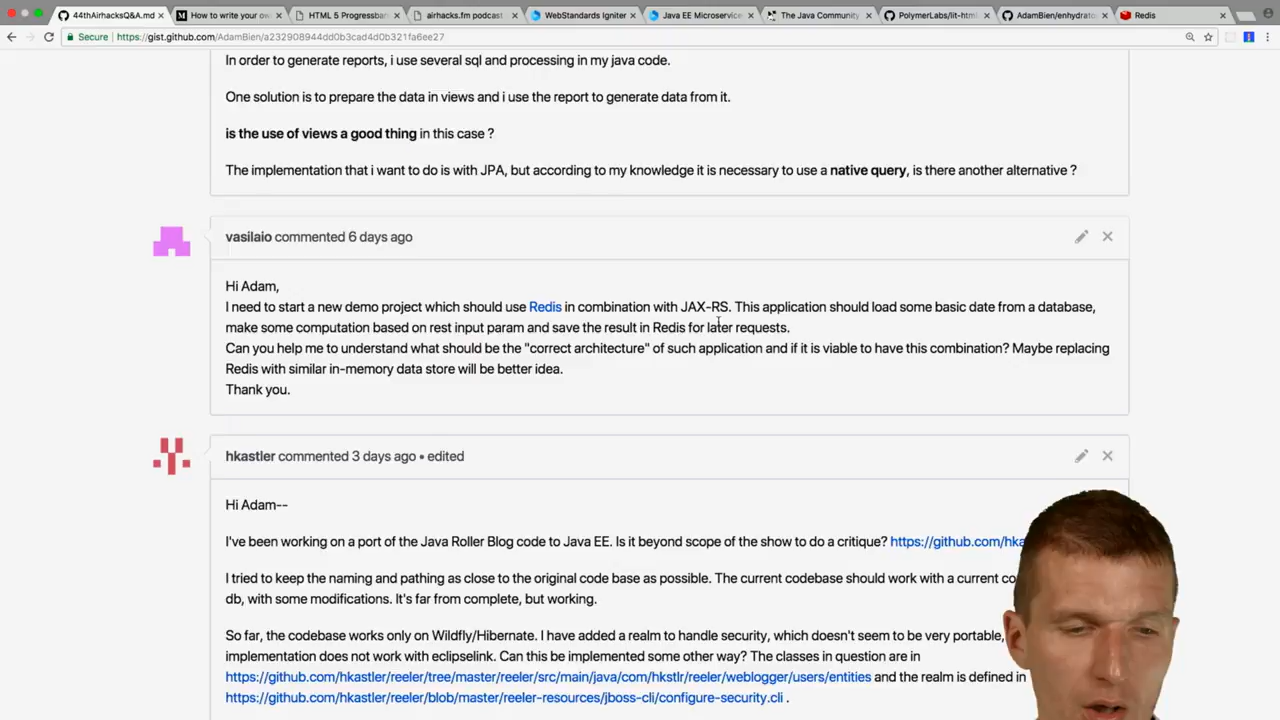 44thAirhacksQ&A.md
How to write your own
HTML 5 Progressbar
airhacks.fm podcast
WebStandards Igniter
Java EE Microservice
The Java Community
PolymerLabs/lit-html
AdamBien/enhydrator
Redis
Secure
https://gist.github.com/AdamBien/a232908944dd0b3cad4d0b321fa6ee27
In order to generate reports, i use several sql and processing in my java code.
One solution is to prepare the data in views and i use the report to generate data from it.
is the use of views a good thing in this case ?
The implementation that i want to do is with JPA, but according to my knowledge it is necessary to use a native query, is there another alternative ?
vasilaio commented 6 days ago
Hi Adam,
I need to start a new demo project which should use Redis in combination with JAX-RS. This application should load some basic date from a database,
make some computation based on rest input param and save the result in Redis for later requests.
Can you help me to understand what should be the "correct architecture" of such application and if it is viable to have this combination? Maybe replacing
Redis with similar in-memory data store will be better idea.
Thank you.
hkastler commented 3 days ago • edited
Hi Adam--
I've been working on a port of the Java Roller Blog code to Java EE. Is it beyond scope of the show to do a critique? https://github.com/hka
I tried to keep the naming and pathing as close to the original code base as possible. The current codebase should work with a current co
db, with some modifications. It's far from complete, but working.
So far, the codebase works only on Wildfly/Hibernate. I have added a realm to handle security, which doesn't seem to be very portable,
implementation does not work with eclipselink. Can this be implemented some other way? The classes in question are in
https://github.com/hkastler/reeler/tree/master/reeler/src/main/java/com/hkstlr/reeler/weblogger/users/entities and the realm is defined in
https://github.com/hkastler/reeler/blob/master/reeler-resources/jboss-cli/configure-security.cli .